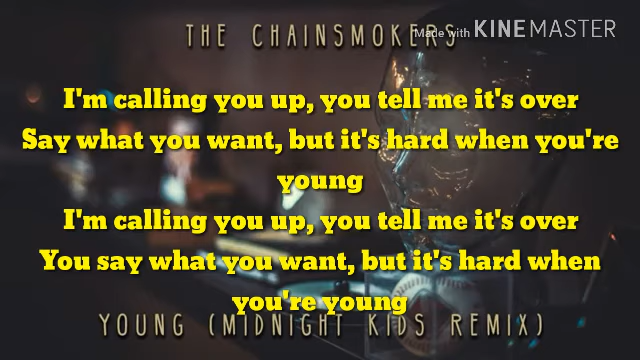 THE CHAINSMOKERS
Made with KINEMASTER
I'm calling you up, you tell me it's over
Say what you want, but it's hard when you're
young
I'm calling you up, you tell me it's over
You say what you want, but it's hard when
you're young
YOUNG (MIDNIGHT KIDS REMIX)